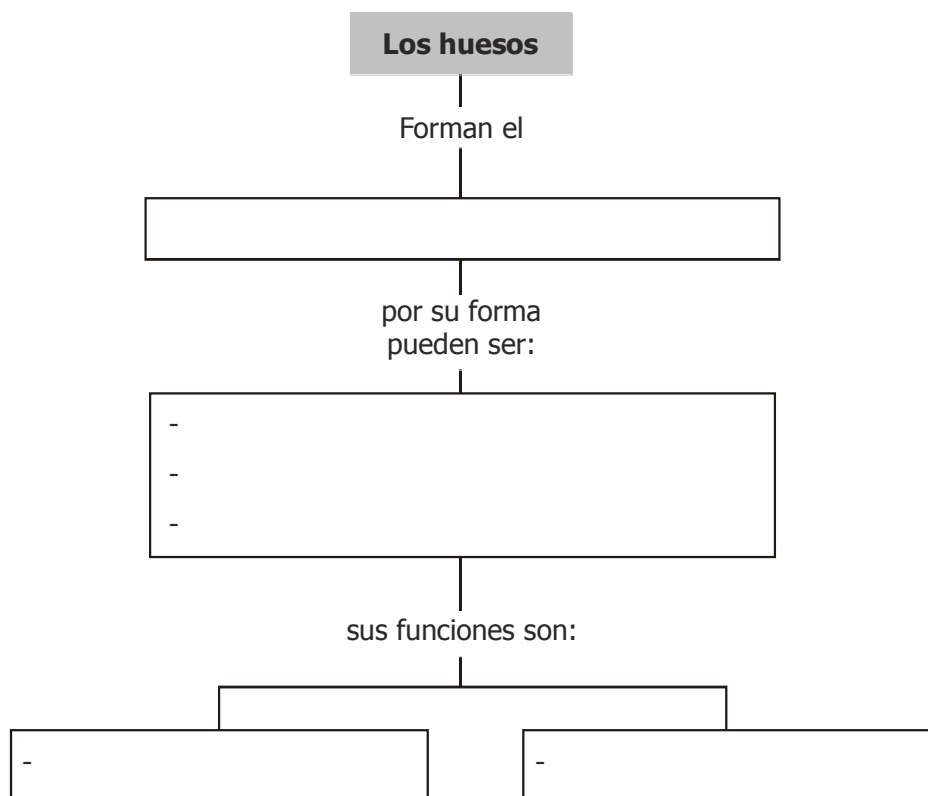 Los huesos
Forman el
por su forma
pueden ser:
-
-
-
sus funciones son:
- -